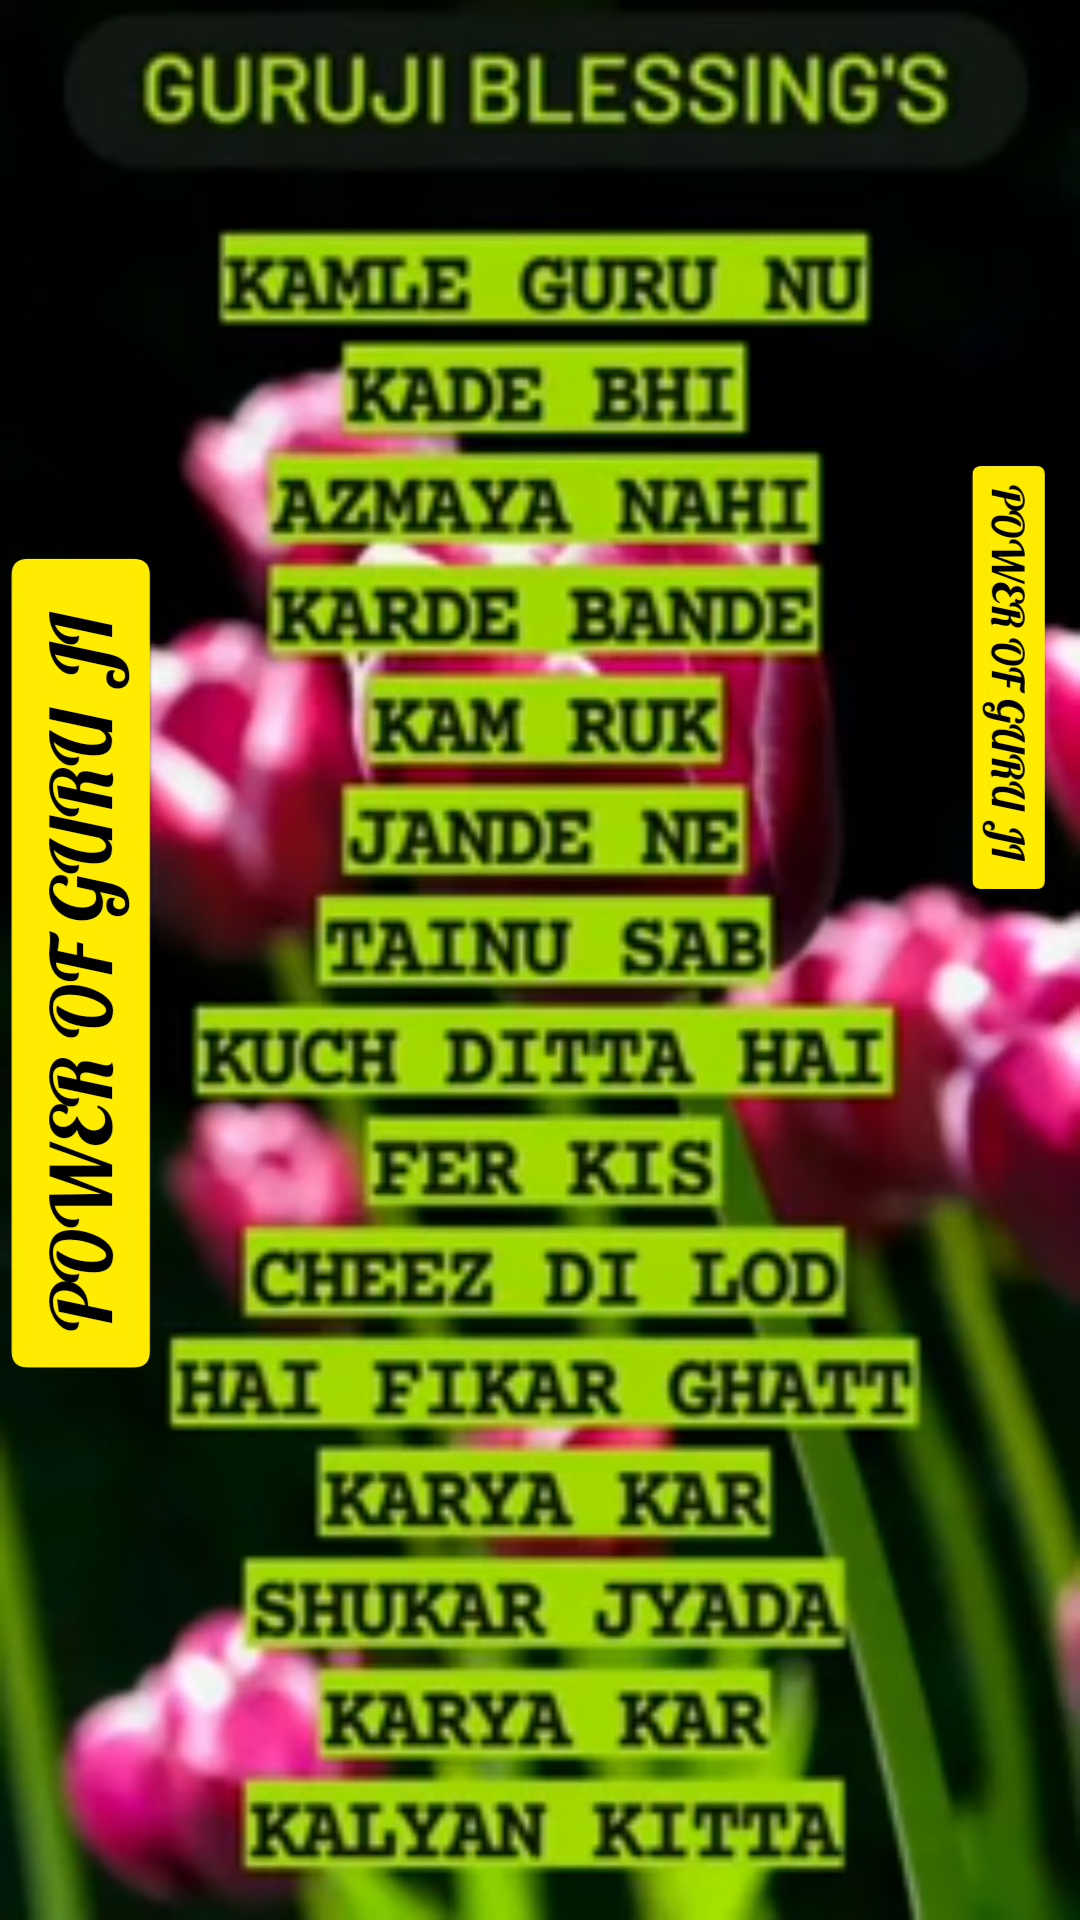 GURUJI BLESSING'S
KAMLE GURU NU
KADE BHI
AZMAYA NAHI
KARDE BANDE
KAM RUK
JANDE NE
TAINU SAB
KUCH DITTA HAI
FER KIS
CHEEZ DI LOD
HAI FIKAR GHATT
KARYA KAR
SHUKAR JYADA
KARYA KAR
KALYAN KITTA
POWER OF GURU JI
POWER OF GURU JI